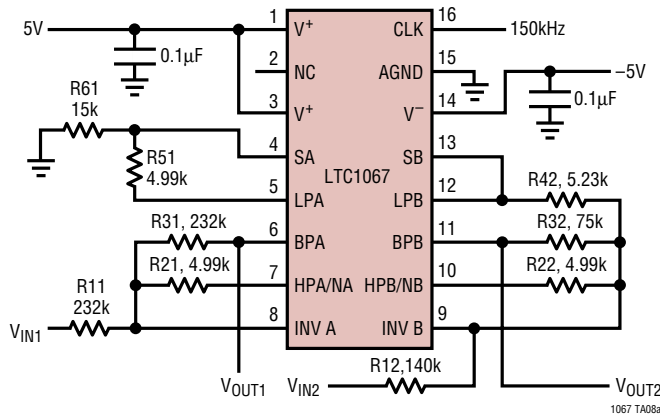 5V
0.1µF
R61
15k
R51
4.99k
R31, 232k
R21, 4.99k
R11
232k
VIN1
VOUT1
1
V+
2
NC
3
V+
4
SA
5
LPA
6
BPA
7
HPA/NA
8
INV A
LTC1067
16
CLK
150kHz
15
AGND
14
V–
–5V
0.1µF
13
SB
12
LPB
R42, 5.23k
11
BPB
R32, 75k
10
HPB/NB
R22, 4.99k
9
INV B
R12,140k
VIN2
VOUT2
1067 TA08a